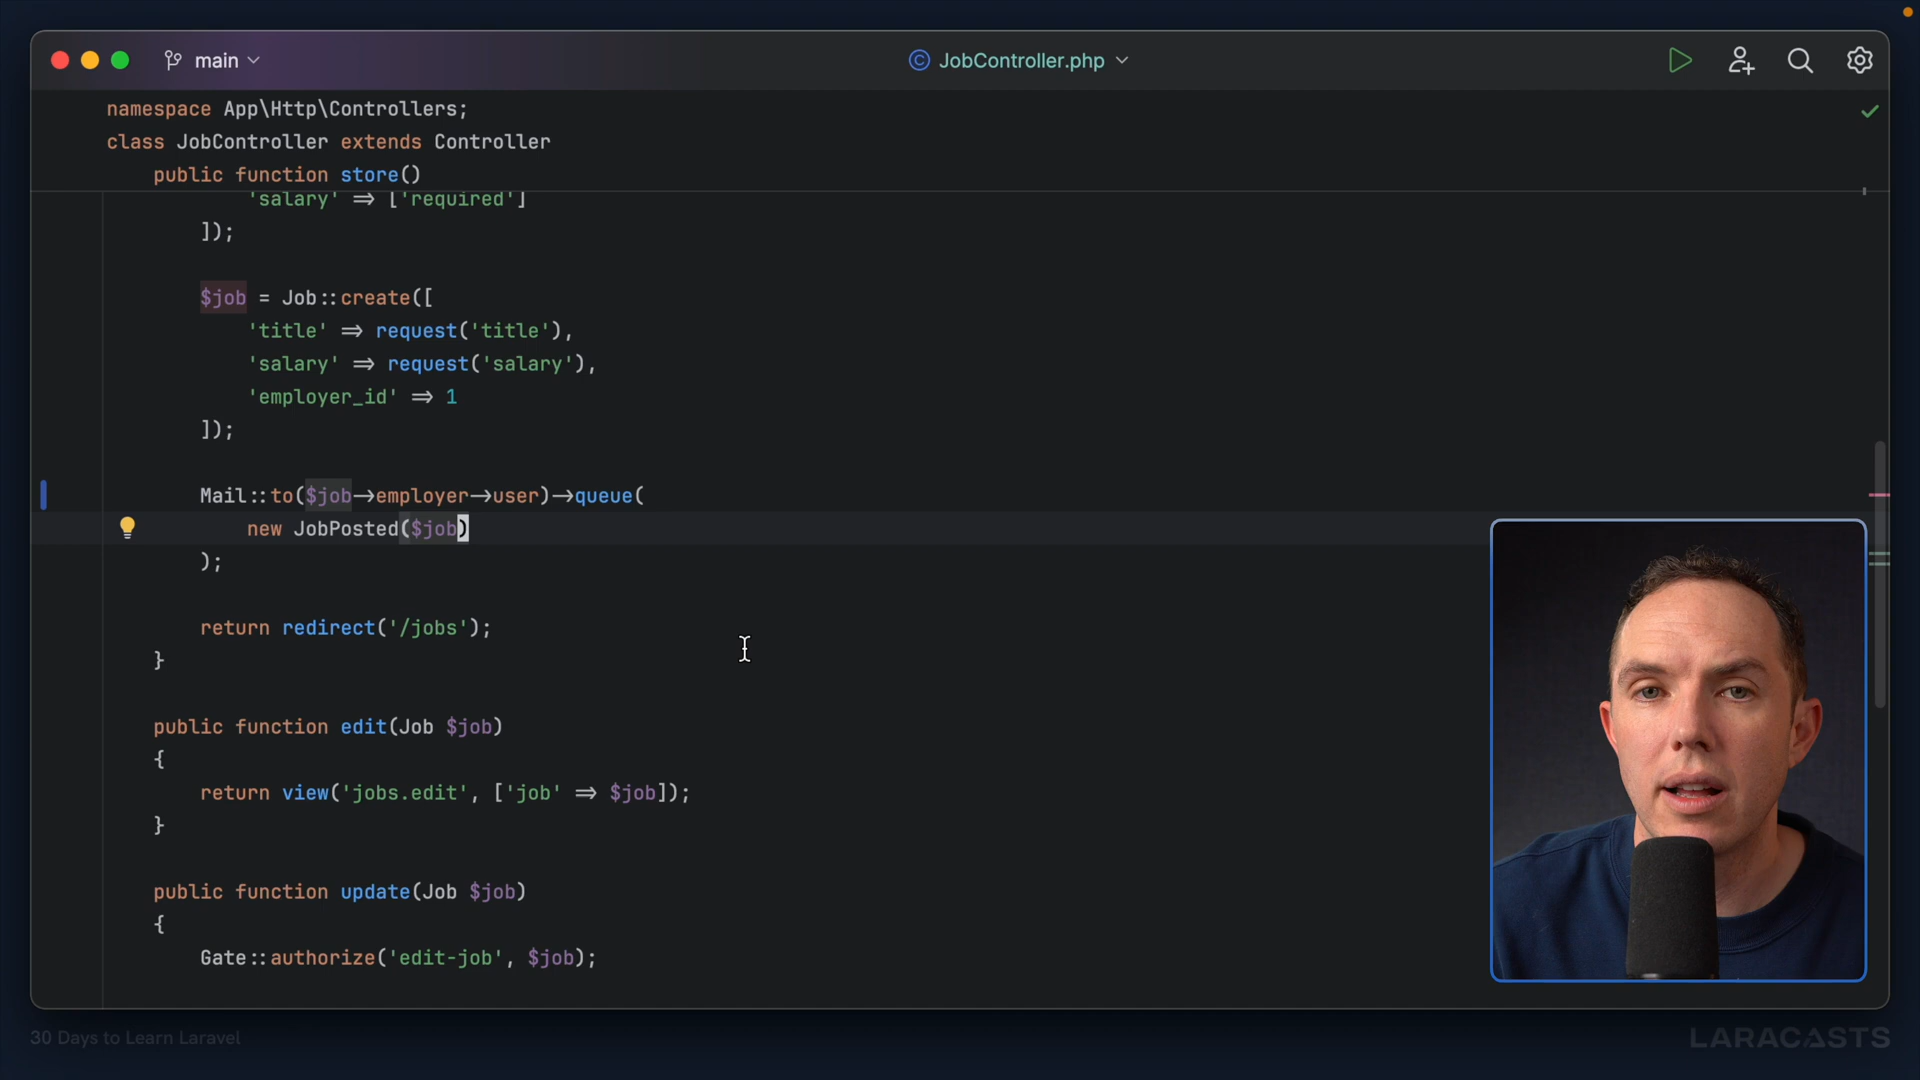 main
JobController.php
namespace App\Http\Controllers;
class JobController extends Controller
public function store()
'salary' => ['required']
]);
$job = Job::create([
'title' => request('title'),
'salary' => request('salary'),
'employer_id' => 1
]);
Mail::to($job->employer->user)->queue(
new JobPosted($job)
);
return redirect('/jobs');
}
public function edit(Job $job)
{
return view('jobs.edit', ['job' => $job]);
}
public function update(Job $job)
{
Gate::authorize('edit-job', $job);
30 Days to Learn Laravel
LARACASTS